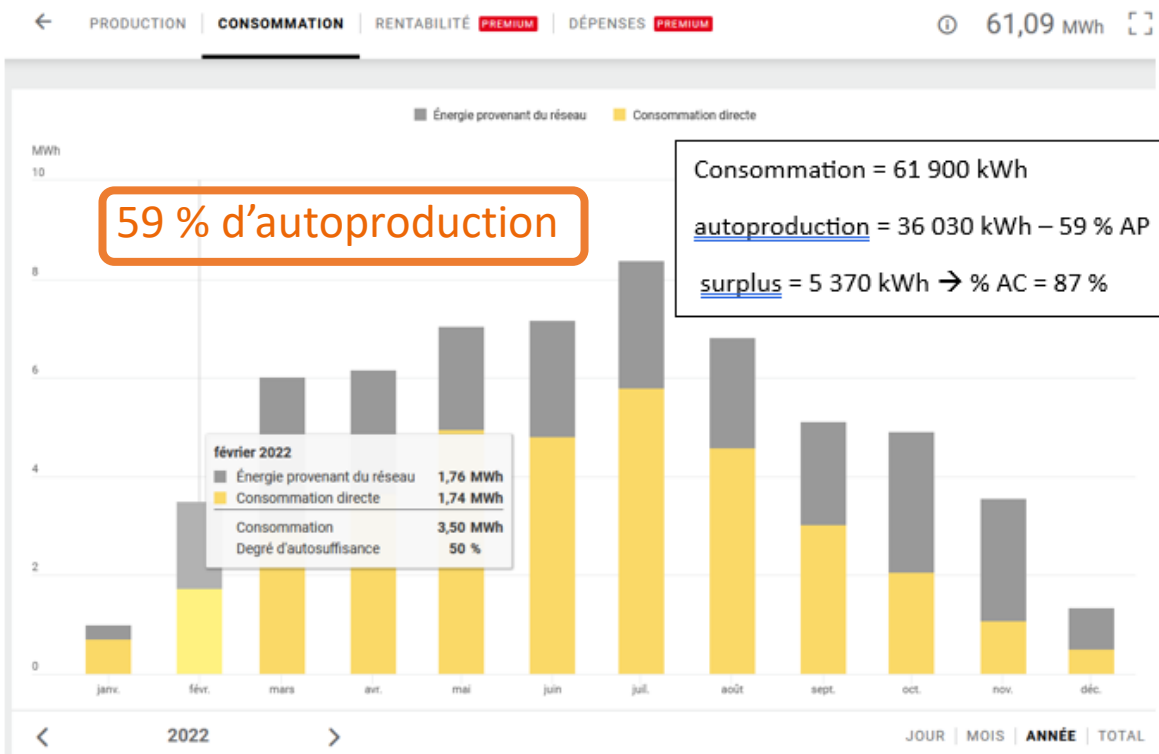 ← PRODUCTION | CONSOMMATION | RENTABILITÉ PREMIUM | DÉPENSES PREMIUM 61,09 MWh
Énergie provenant du réseau Consommation directe
MWh
10
59 % d’autoproduction
Consommation = 61 900 kWh
autoproduction = 36 030 kWh – 59 % AP
surplus = 5 370 kWh → % AC = 87 %
8
6
février 2022
Énergie provenant du réseau 1,76 MWh
Consommation directe 1,74 MWh
Consommation 3,50 MWh
Degré d'autosuffisance 50 %
4
2
0
janv. févr. mars avr. mai juin juil. août sept. oct. nov. déc.
< 2022 > JOUR | MOIS | ANNÉE | TOTAL